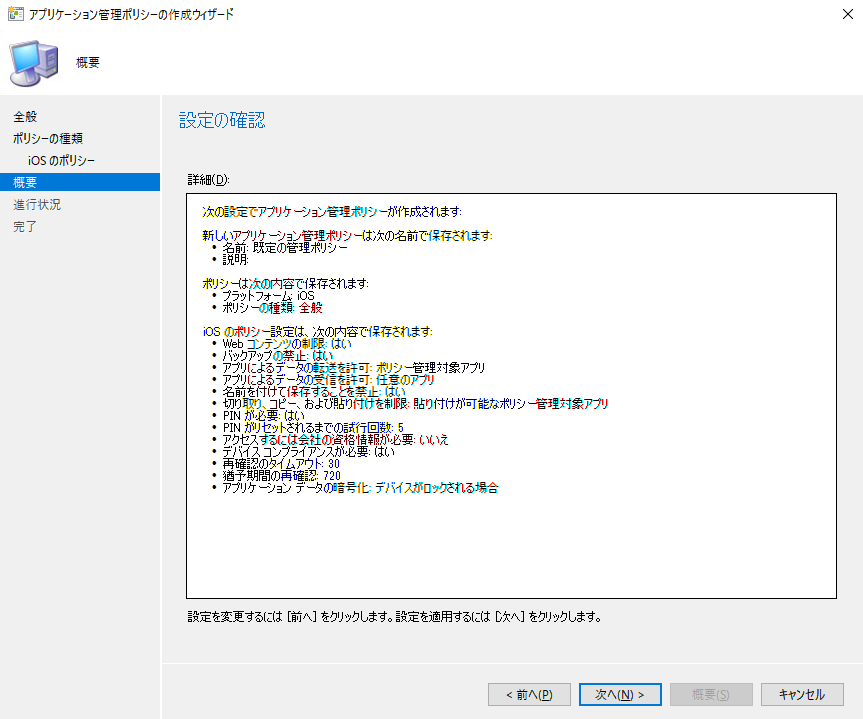 アプリケーション管理ポリシーの作成ウィザード
概要
全般
ポリシーの種類
iOS のポリシー
概要
進行状況
完了
設定の確認
詳細(D):
次の設定でアプリケーション管理ポリシーが作成されます:
新しいアプリケーション管理ポリシーは次の名前で保存されます:
• 名前: 既定の管理ポリシー
• 説明:
ポリシーは次の内容で保存されます:
• プラットフォーム: iOS
• ポリシーの種類: 全般
iOS のポリシー設定は、次の内容で保存されます:
• Web コンテンツの制限: はい
• バックアップの禁止: はい
• アプリによるデータの転送を許可: ポリシー管理対象アプリ
• アプリによるデータの受信を許可: 任意のアプリ
• 名前を付けて保存することを禁止: はい
• 切り取り、コピー、および貼り付けを制限: 貼り付けが可能なポリシー管理対象アプリ
• PIN が必要: はい
• PIN がリセットされるまでの試行回数: 5
• アクセスするには会社の資格情報が必要: いいえ
• デバイス コンプライアンスが必要: はい
• 再確認のタイムアウト: 30
• 猶予期間の再確認: 720
• アプリケーション データの暗号化: デバイスがロックされる場合
設定を変更するには [前へ] をクリックします。設定を適用するには [次へ] をクリックします。
< 前へ(P)
次へ(N) >
概要(S)
キャンセル